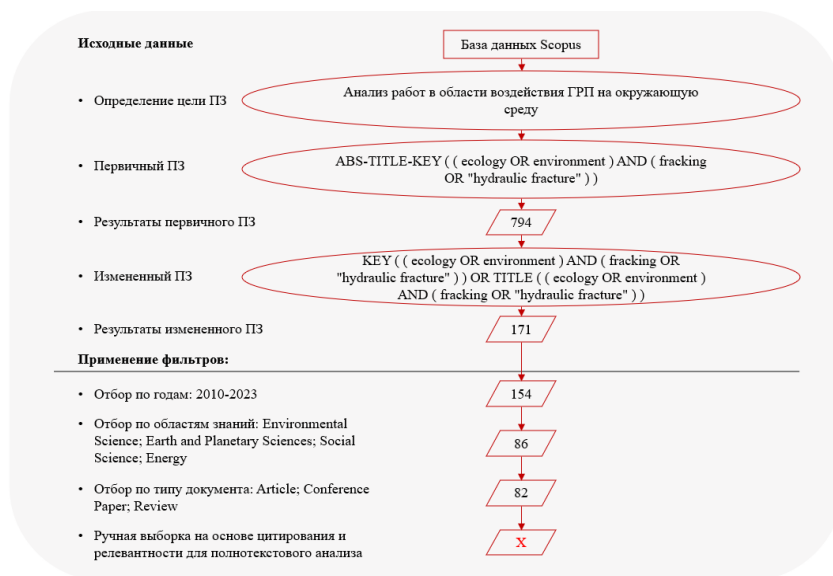 Исходные данные
База данных Scopus
• Определение цели ПЗ
Анализ работ в области воздействия ГРП на окружающую
среду
• Первичный ПЗ
ABS-TITLE-KEY ( ( ecology OR environment ) AND ( fracking
OR "hydraulic fracture" ) )
• Результаты первичного ПЗ
794
• Измененный ПЗ
KEY ( ( ecology OR environment ) AND ( fracking OR
"hydraulic fracture" ) ) OR TITLE ( ( ecology OR environment )
AND ( fracking OR "hydraulic fracture" ) )
• Результаты измененного ПЗ
171
Применение фильтров:
• Отбор по годам: 2010-2023
154
• Отбор по областям знаний: Environmental
Science; Earth and Planetary Sciences; Social
Science; Energy
86
• Отбор по типу документа: Article; Conference
Paper; Review
82
• Ручная выборка на основе цитирования и
релевантности для полнотекстового анализа
X